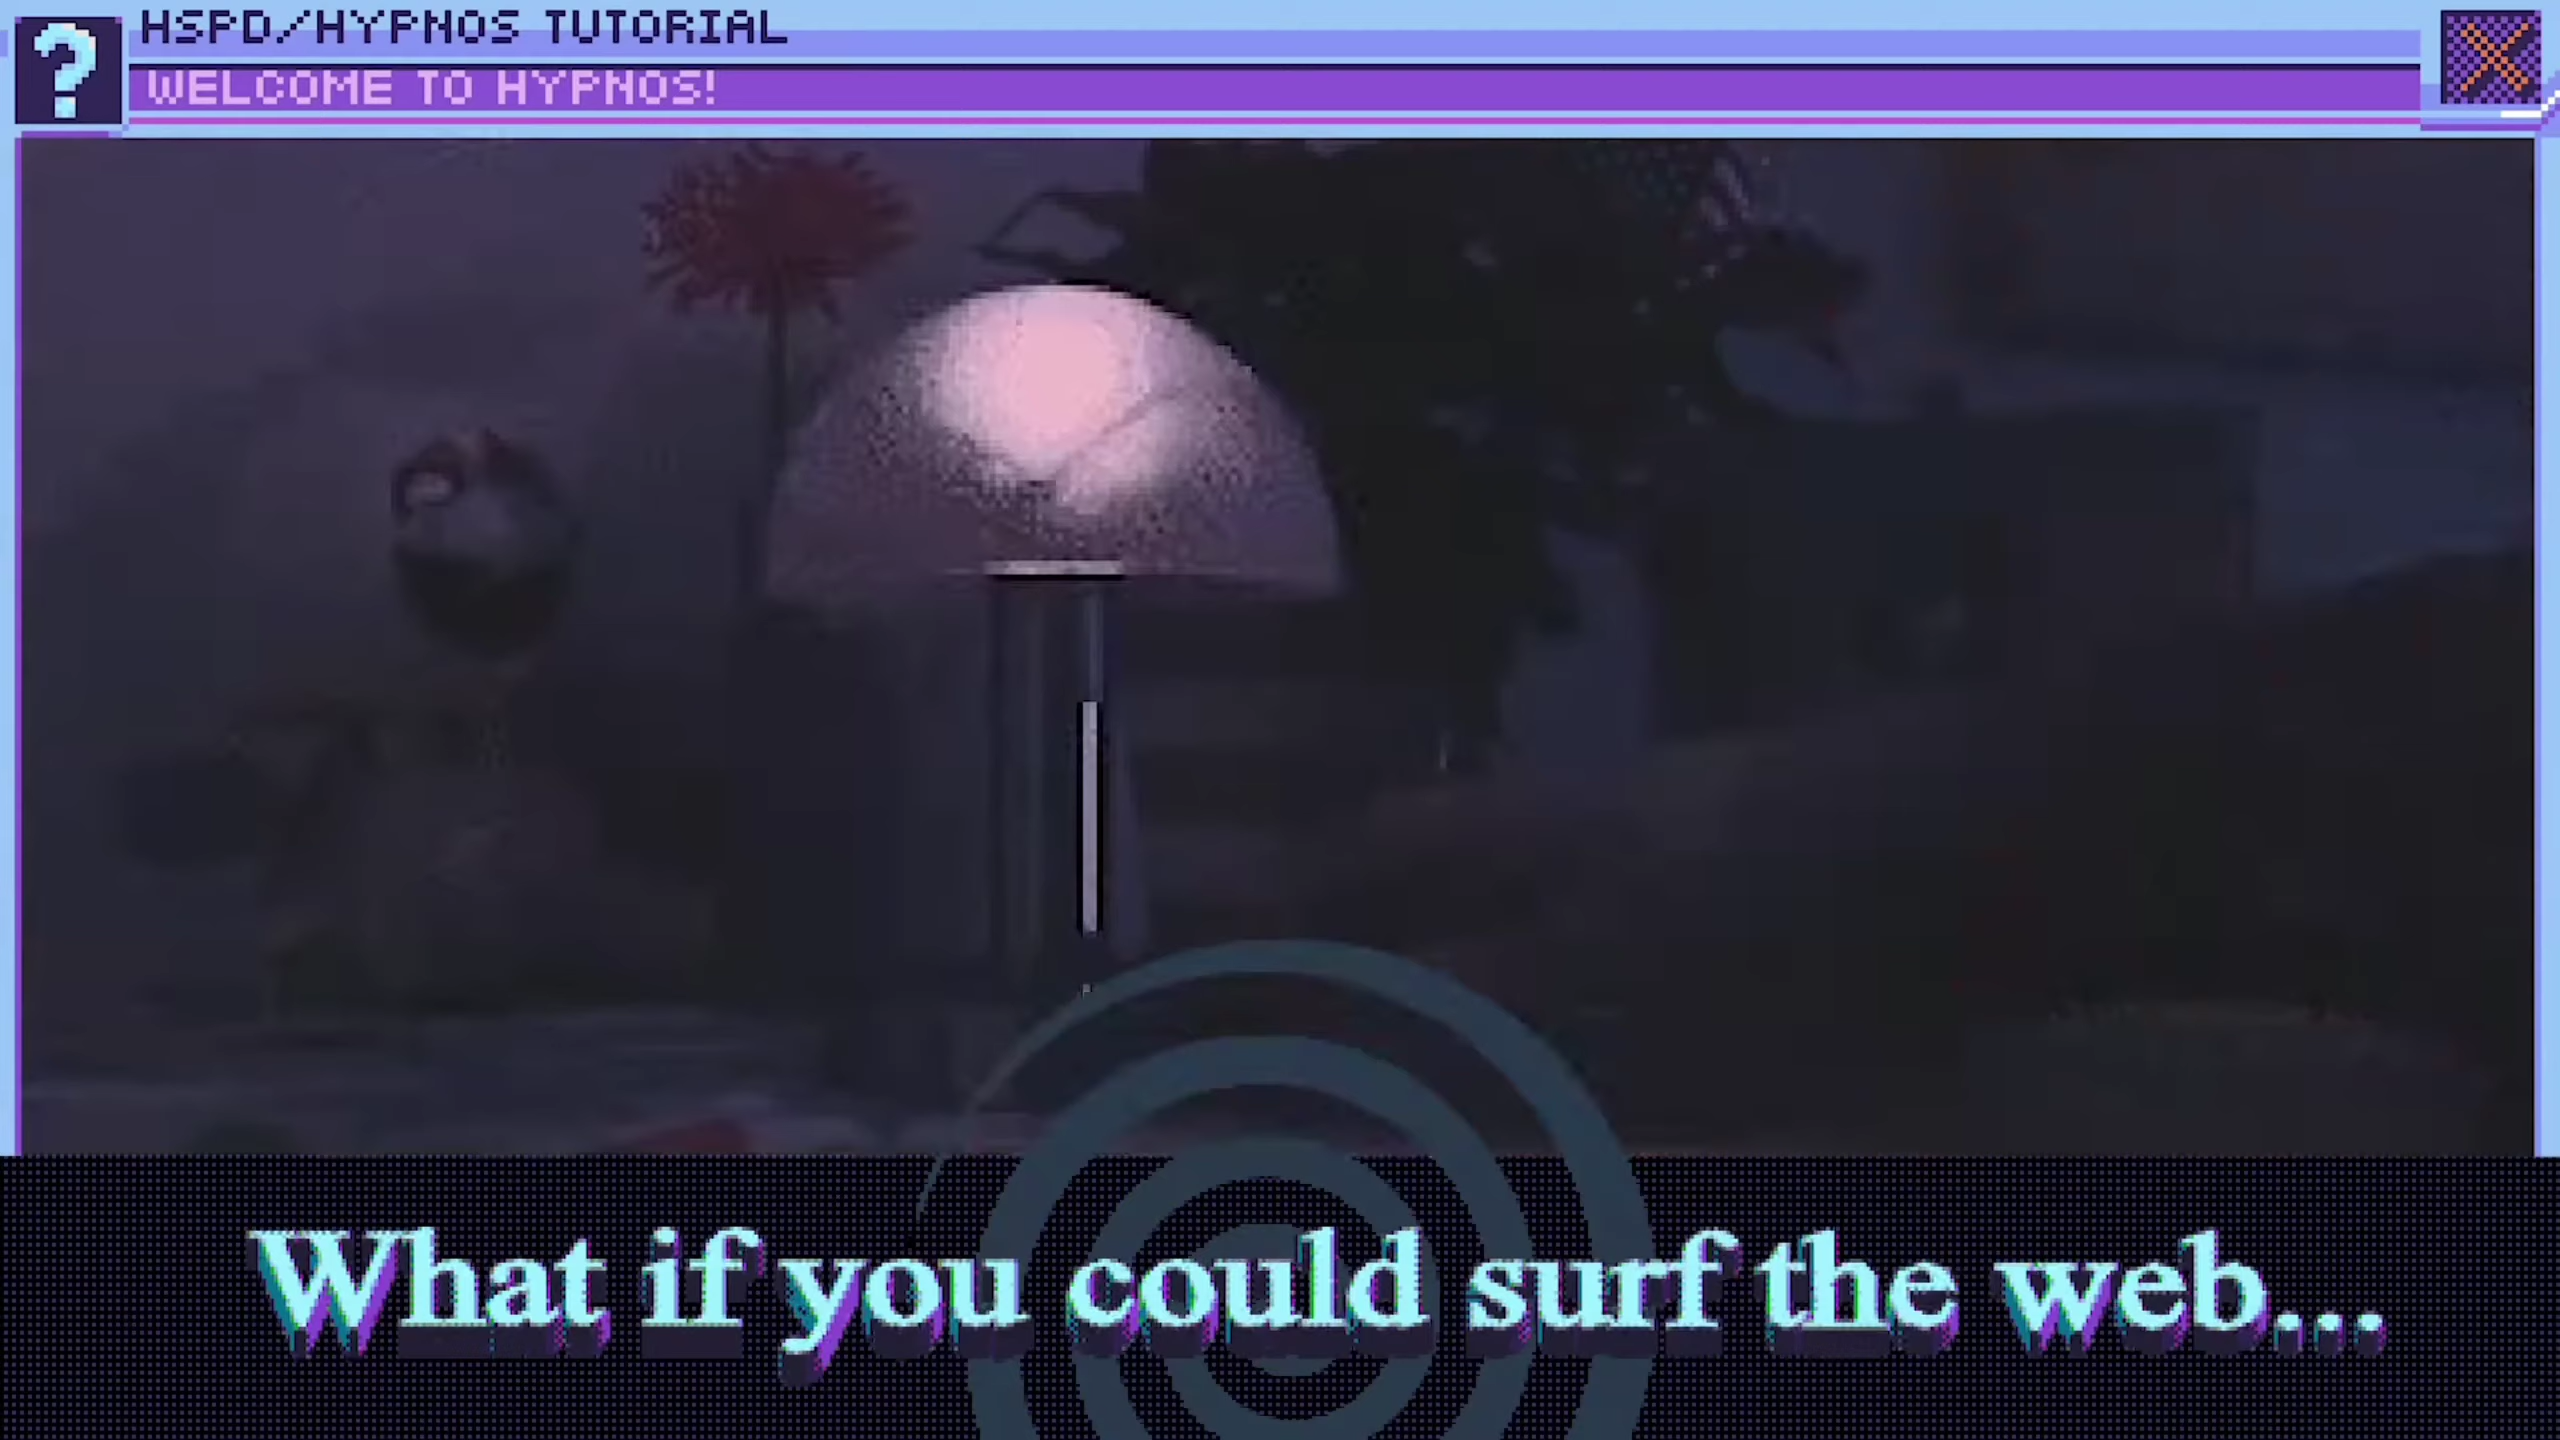 HSPD/HYPNOS TUTORIAL
WELCOME TO HYPNOS!
What if you could surf the web...